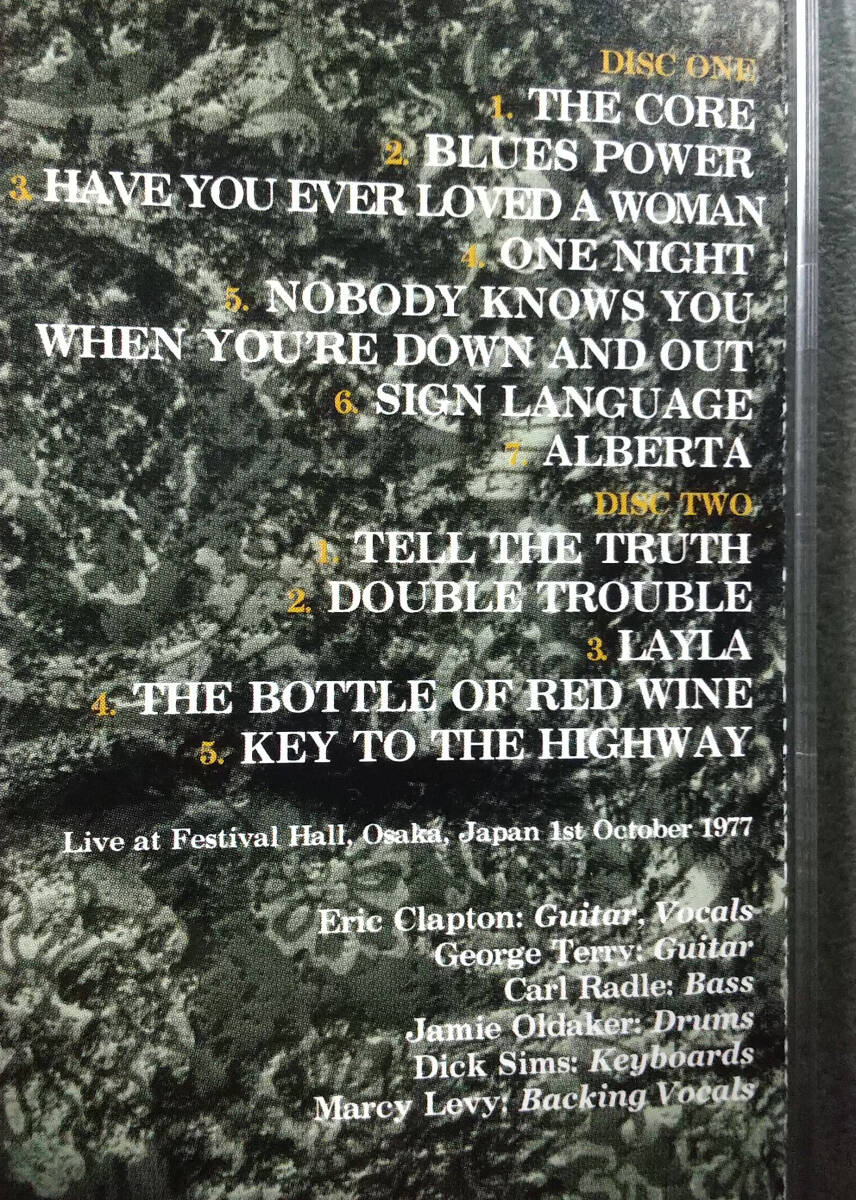 DISC ONE
1. THE CORE
2. BLUES POWER
3. HAVE YOU EVER LOVED A WOMAN
4. ONE NIGHT
5. NOBODY KNOWS YOU
WHEN YOU'RE DOWN AND OUT
6. SIGN LANGUAGE
7. ALBERTA
DISC TWO
1. TELL THE TRUTH
2. DOUBLE TROUBLE
3. LAYLA
4. THE BOTTLE OF RED WINE
5. KEY TO THE HIGHWAY
Live at Festival Hall, Osaka, Japan 1st October 1977
Eric Clapton: Guitar, Vocals
George Terry: Guitar
Carl Radle: Bass
Jamie Oldaker: Drums
Dick Sims: Keyboards
Marcy Levy: Backing Vocals